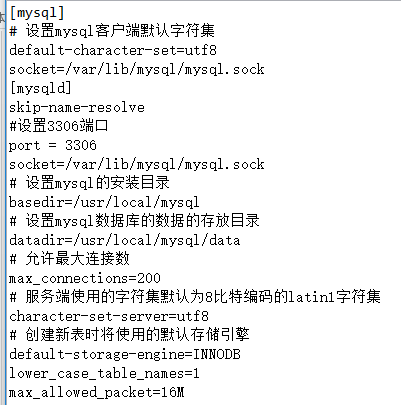 [mysql]
# 设置mysql客户端默认字符集
default-character-set=utf8
socket=/var/lib/mysql/mysql.sock
[mysqld]
skip-name-resolve
#设置3306端口
port = 3306
socket=/var/lib/mysql/mysql.sock
# 设置mysql的安装目录
basedir=/usr/local/mysql
# 设置mysql数据库的数据的存放目录
datadir=/usr/local/mysql/data
# 允许最大连接数
max_connections=200
# 服务端使用的字符集默认为8比特编码的latin1字符集
character-set-server=utf8
# 创建新表时将使用的默认存储引擎
default-storage-engine=INNODB
lower_case_table_names=1
max_allowed_packet=16M